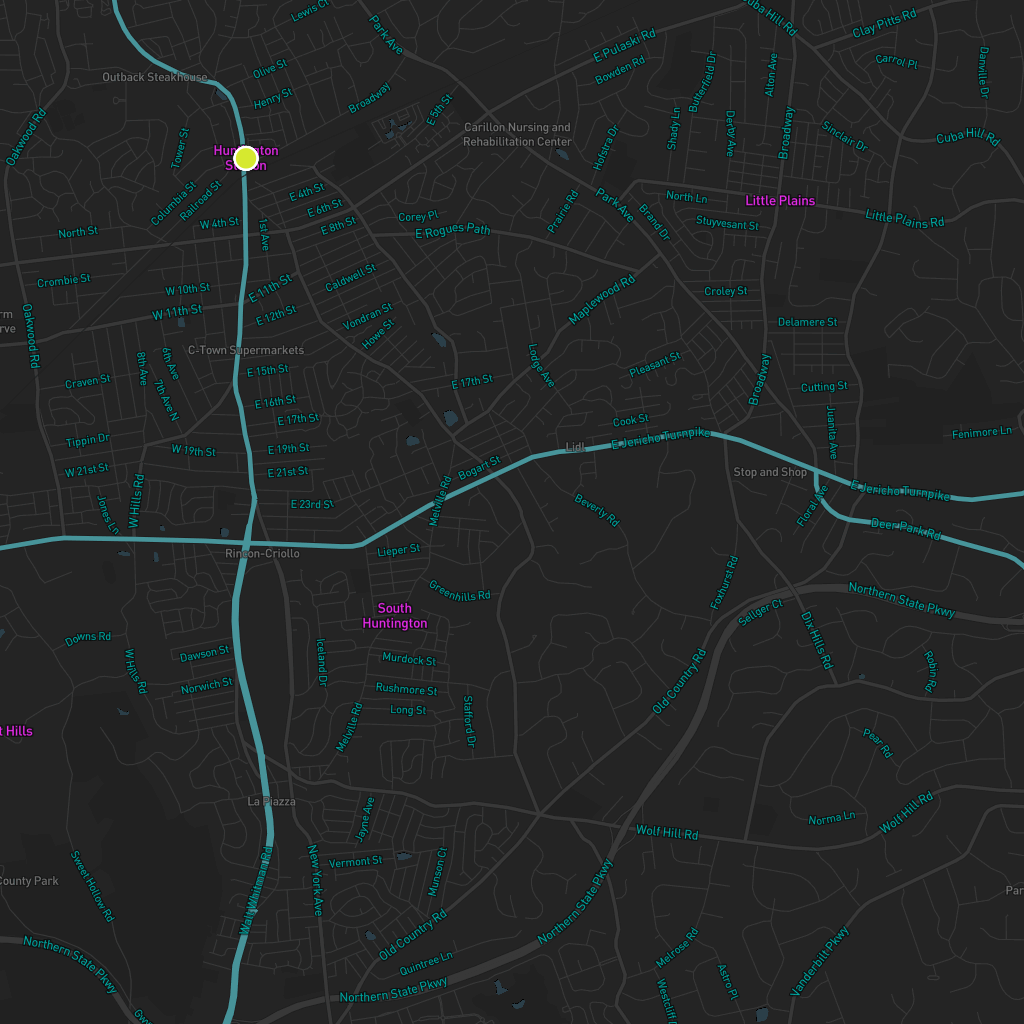 Lewis Ct
Park Ave
Cuba Hill Rd
Clay Pitts Rd
E Pulaski Rd
Carrol Pl
Danville Dr
Outback Steakhouse
Olive St
Bowden Rd
Butterfield Dr
Alton Ave
Henry St
Broadway
E 5th St
Oakwood Rd
Tower St
Carillon Nursing and
Rehabilitation Center
Hofstra Dr
Shady Ln
Derby Ave
Broadway
Sinclair Dr
Cuba Hill Rd
Columbia St
Railroad St
E 4th St
E 6th St
E 8th St
W 4th St
1st Ave
North St
Corey Pl
E Rogues Path
Prairie Rd
Park Ave
Brand Dr
North Ln
Little Plains
Stuyvesant St
Little Plains Rd
Crombie St
W 10th St
E 11th St
Caldwell St
Maplewood Rd
Croley St
W 11th St
E 12th St
Vondran St
Howe St
Delamere St
Oakwood Rd
C-Town Supermarkets
8th Ave
6th Ave
7th Ave N
Craven St
E 15th St
E 17th St
Lodge Ave
Pleasant St
Broadway
Cutting St
E 16th St
E 17th St
Cook St
Juanita Ave
Fenimore Ln
Tippin Dr
W 19th St
E 19th St
Lidl
E Jericho Turnpike
W 21st St
E 21st St
Bogart St
Stop and Shop
E Jericho Turnpike
W Hills Rd
Jones Ln
E 23rd St
Melville Rd
Beverly Rd
Floral Ave
Deer Park Rd
Lieper St
Greenhills Rd
Foxhurst Rd
Sellger Ct
Northern State Pkwy
South
Huntington
Downs Rd
W Hills Rd
Dawson St
Norwich St
Iceland Dr
Murdock St
Rushmore St
Long St
Melville Rd
Stafford Dr
Old Country Rd
Dix Hills Rd
Robin Rd
t Hills
Pear Rd
La Piazza
Jayne Ave
Vermont St
Munson Ct
Wolf Hill Rd
Norma Ln
Wolf Hill Rd
County Park
Sweet Hollow Rd
Walt Whitman Rd
New York Ave
Old Country Rd
Quintree Ln
Northern State Pkwy
Northern State Pkwy
Northern State Pkwy
Melrose Rd
Astro Pl
Vanderbilt Pkwy